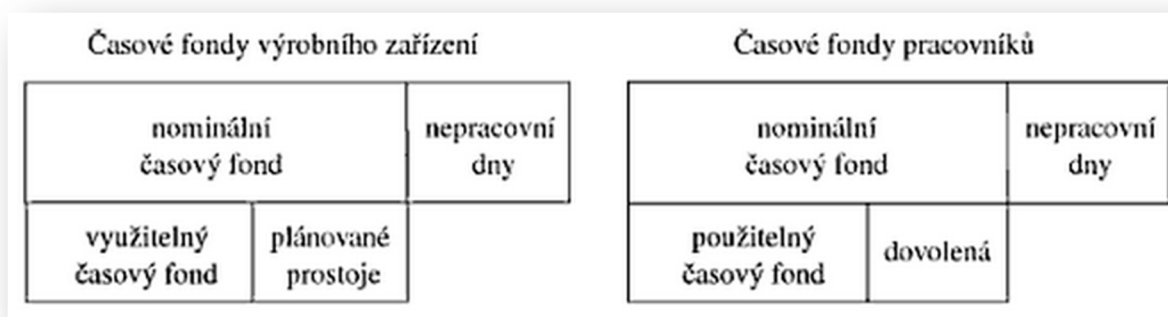 Časové fondy výrobního zařízení
nominální
časový fond
nepracovní
dny
využitelný
časový fond
plánované
prostoje
Časové fondy pracovníků
nominální
časový fond
nepracovní
dny
použitelný
časový fond
dovolená